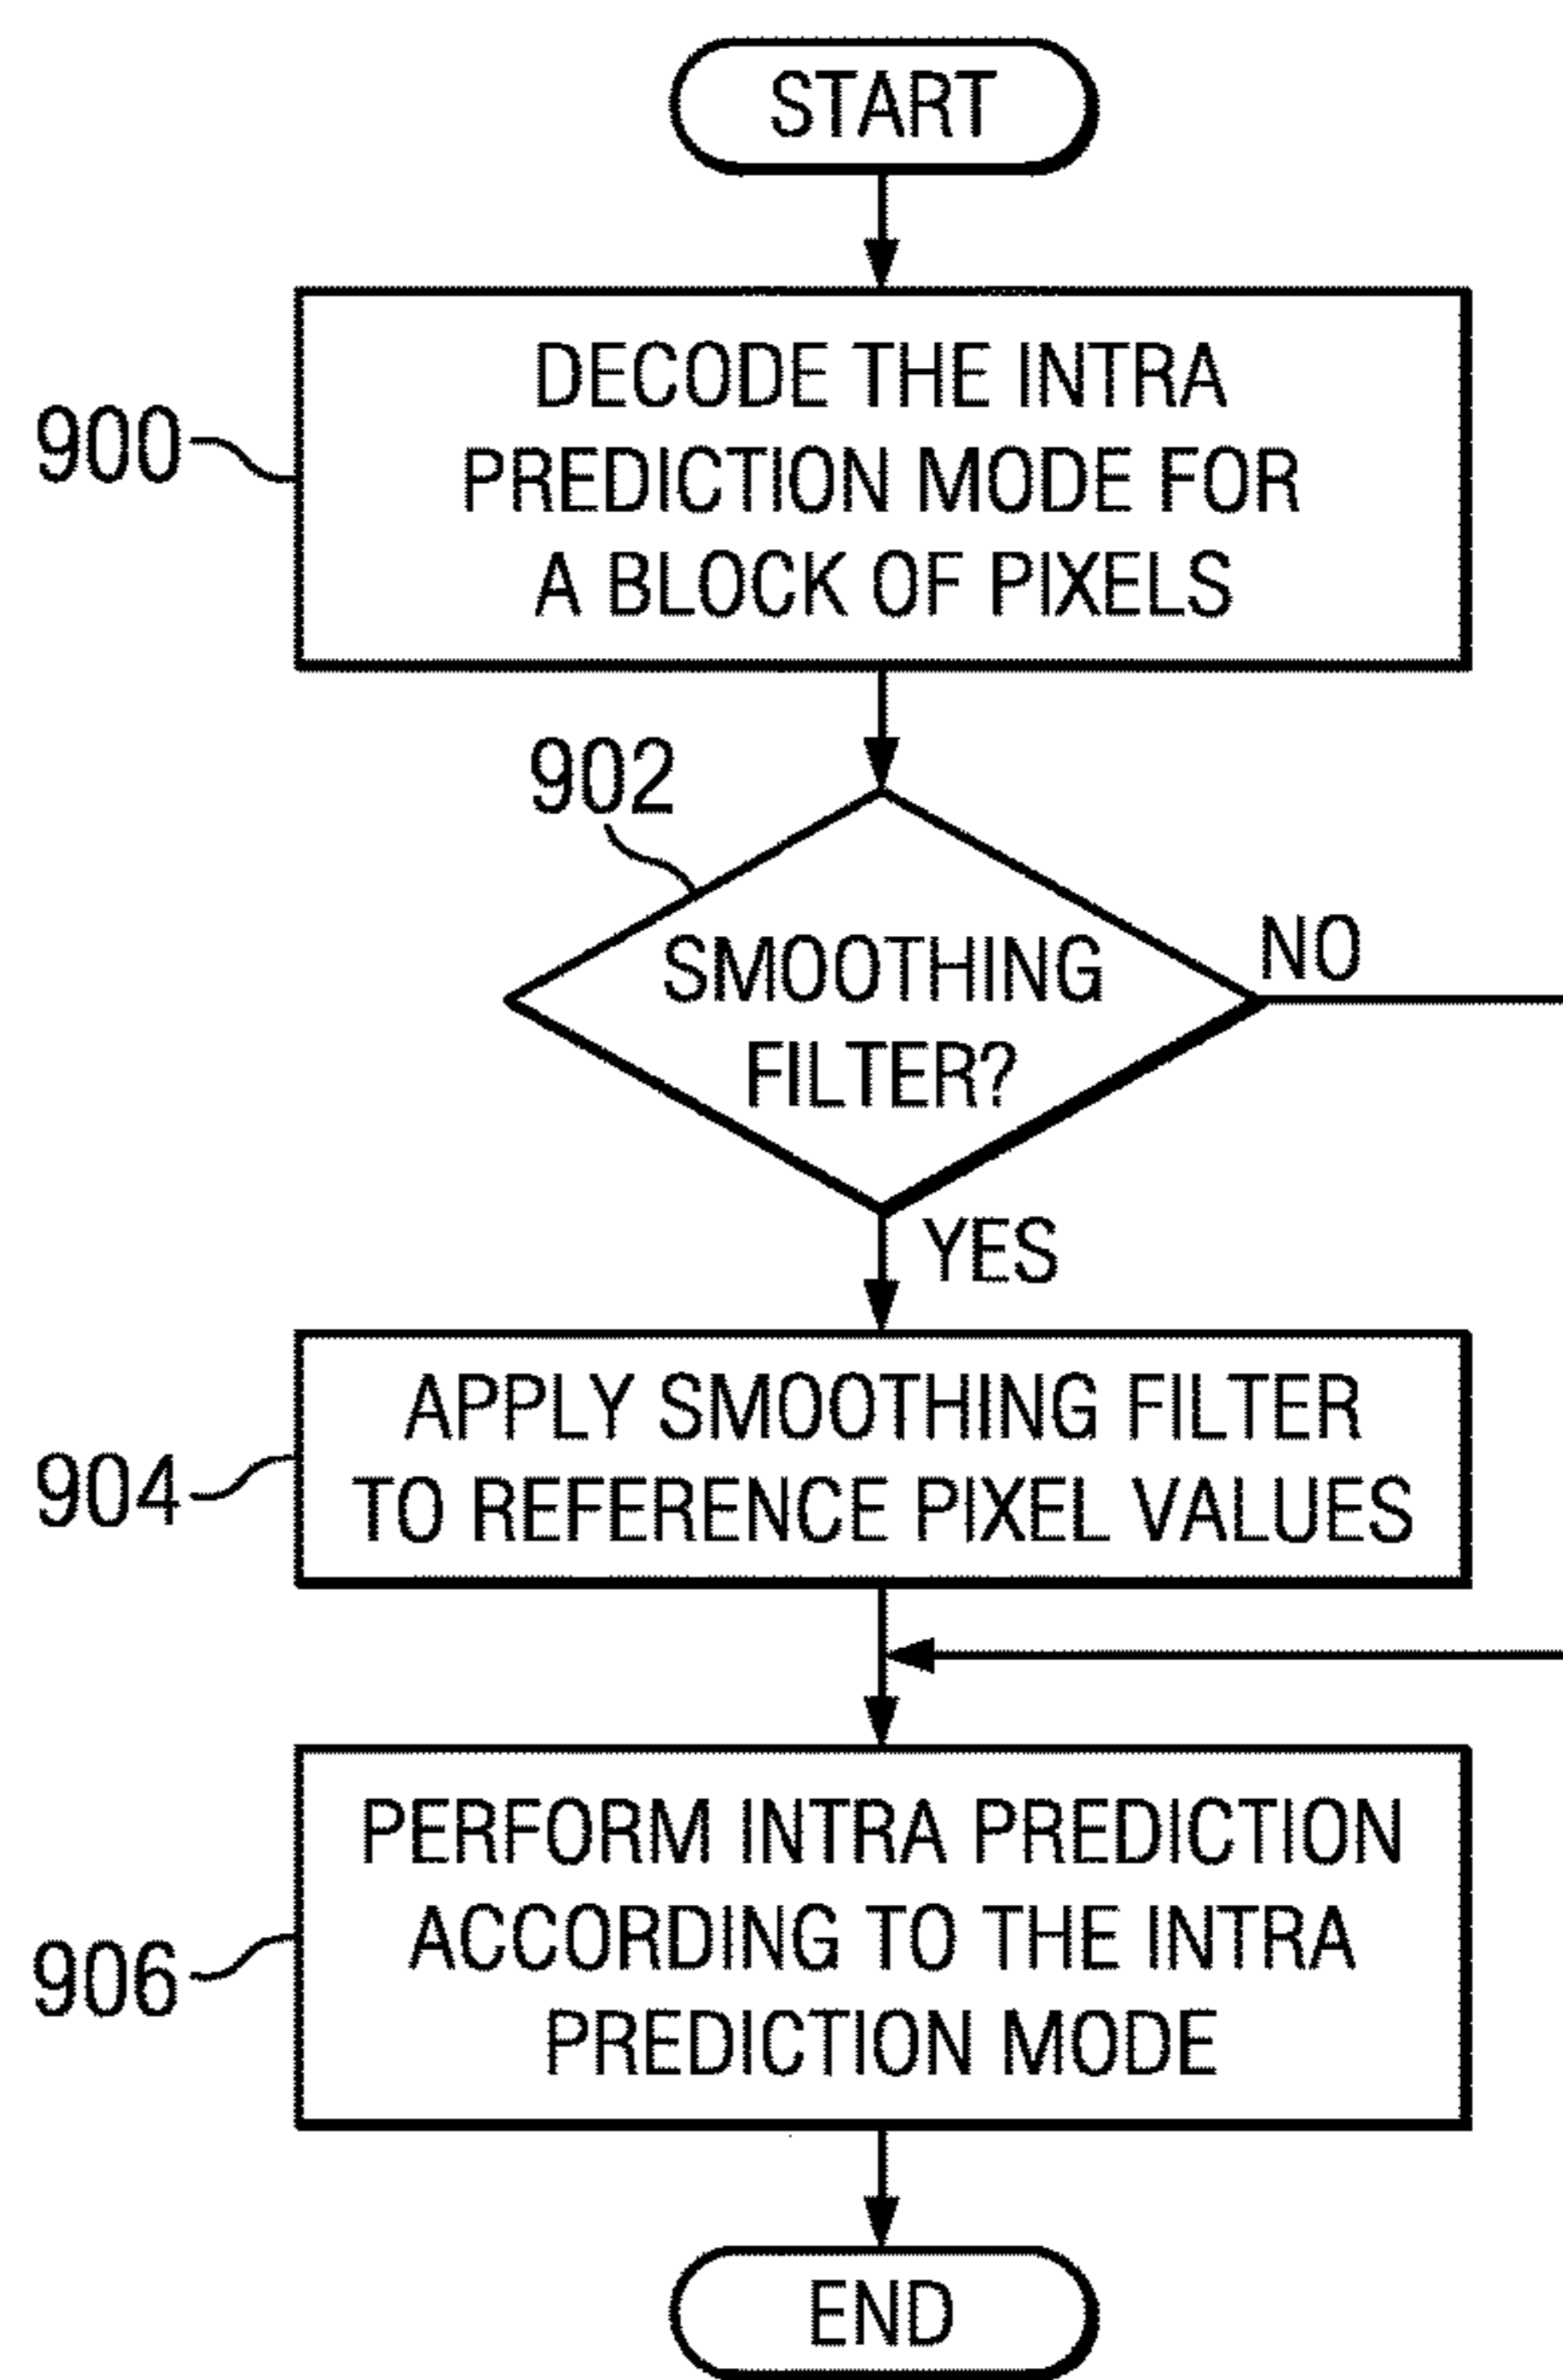 START
900
DECODE THE INTRA
PREDICTION MODE FOR
A BLOCK OF PIXELS
902
SMOOTHING
FILTER?
NO
YES
904
APPLY SMOOTHING FILTER
TO REFERENCE PIXEL VALUES
906
PERFORM INTRA PREDICTION
ACCORDING TO THE INTRA
PREDICTION MODE
END